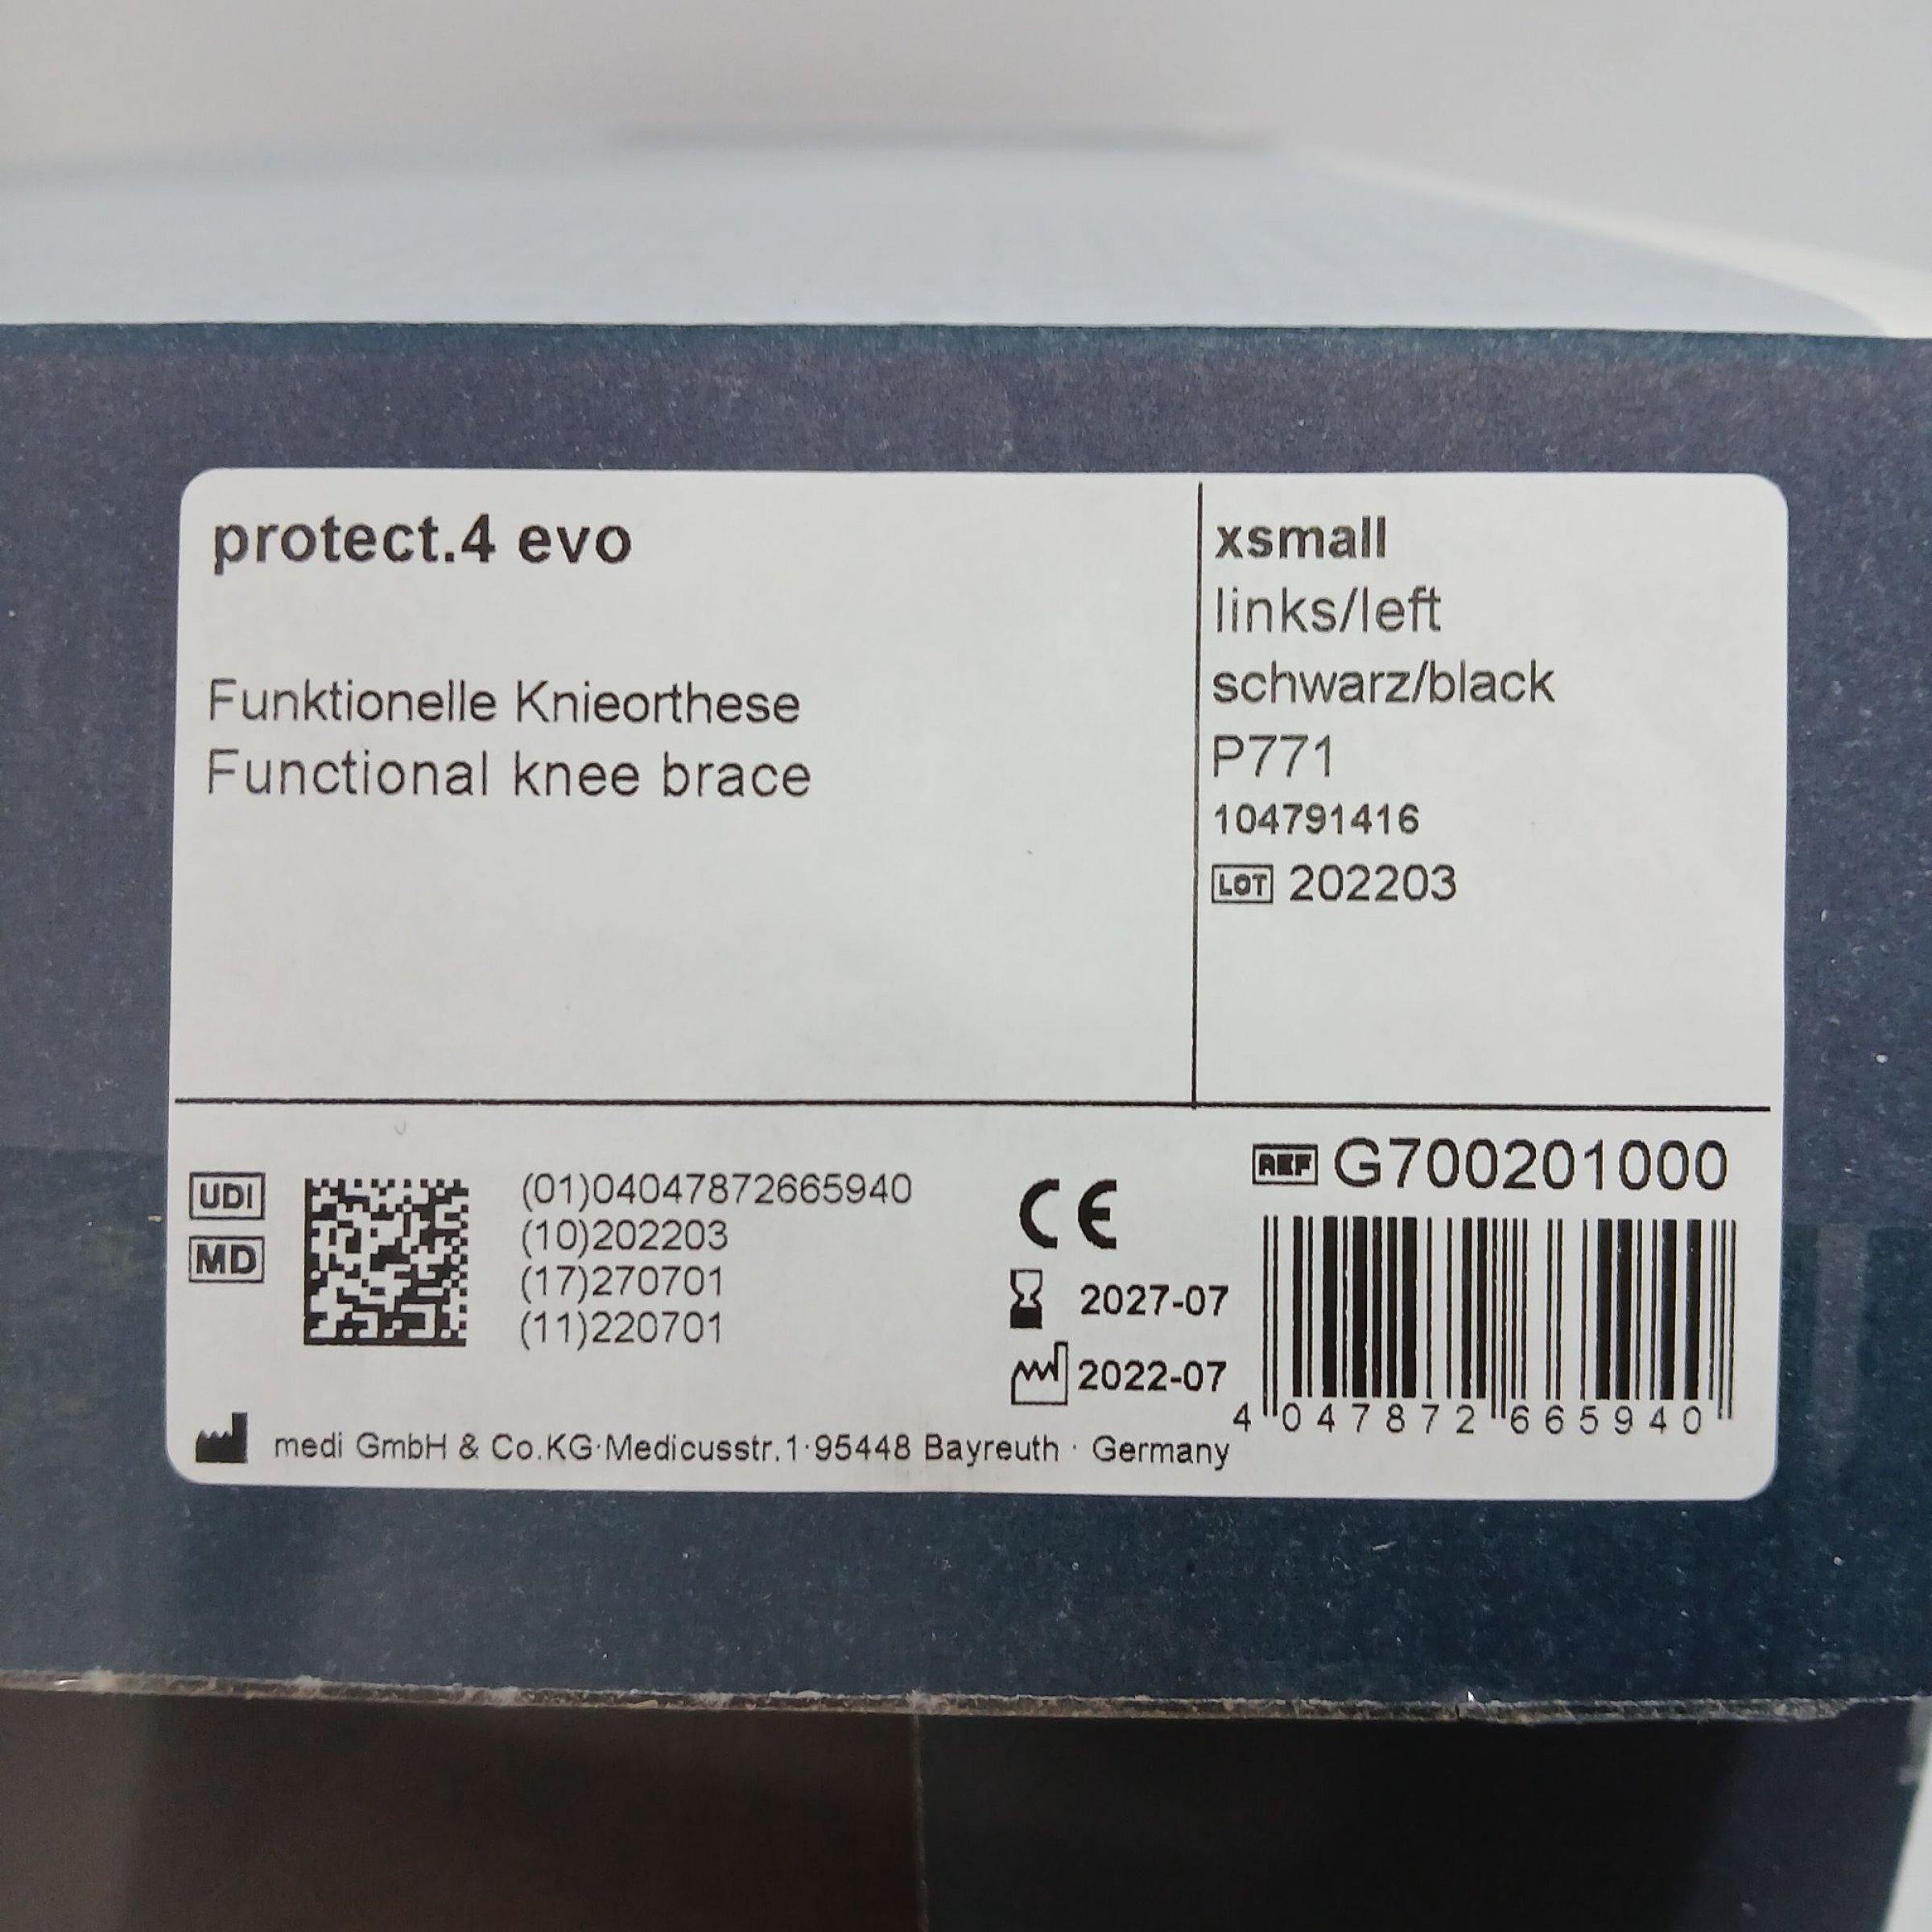 protect.4 evo
Funktionelle Knieorthese
Functional knee brace
xsmall
links/left
schwarz/black
P771
104791416
LOT 202203
UDI
MD
(01)04047872665940
(10)202203
(17)270701
(11)220701
CE
2027-07
2022-07
REF G700201000
4 047872 665940
medi GmbH & Co.KG·Medicusstr.1·95448 Bayreuth · Germany